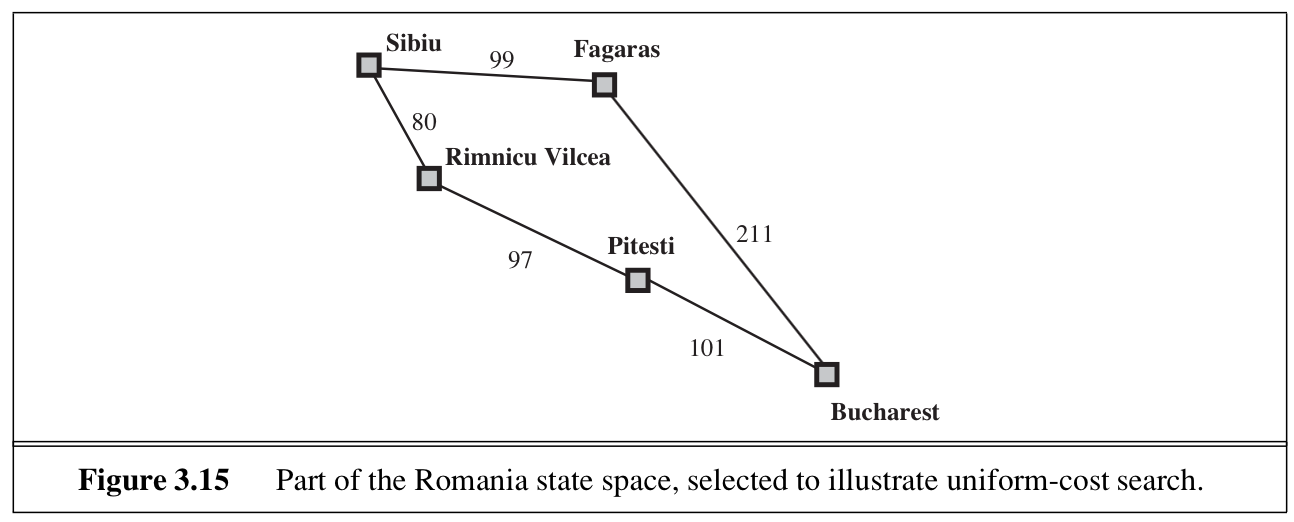 Sibiu
99
Fagaras
80
Rimnicu Vilcea
211
Pitesti
97
101
Bucharest
Figure 3.15 Part of the Romania state space, selected to illustrate uniform-cost search.